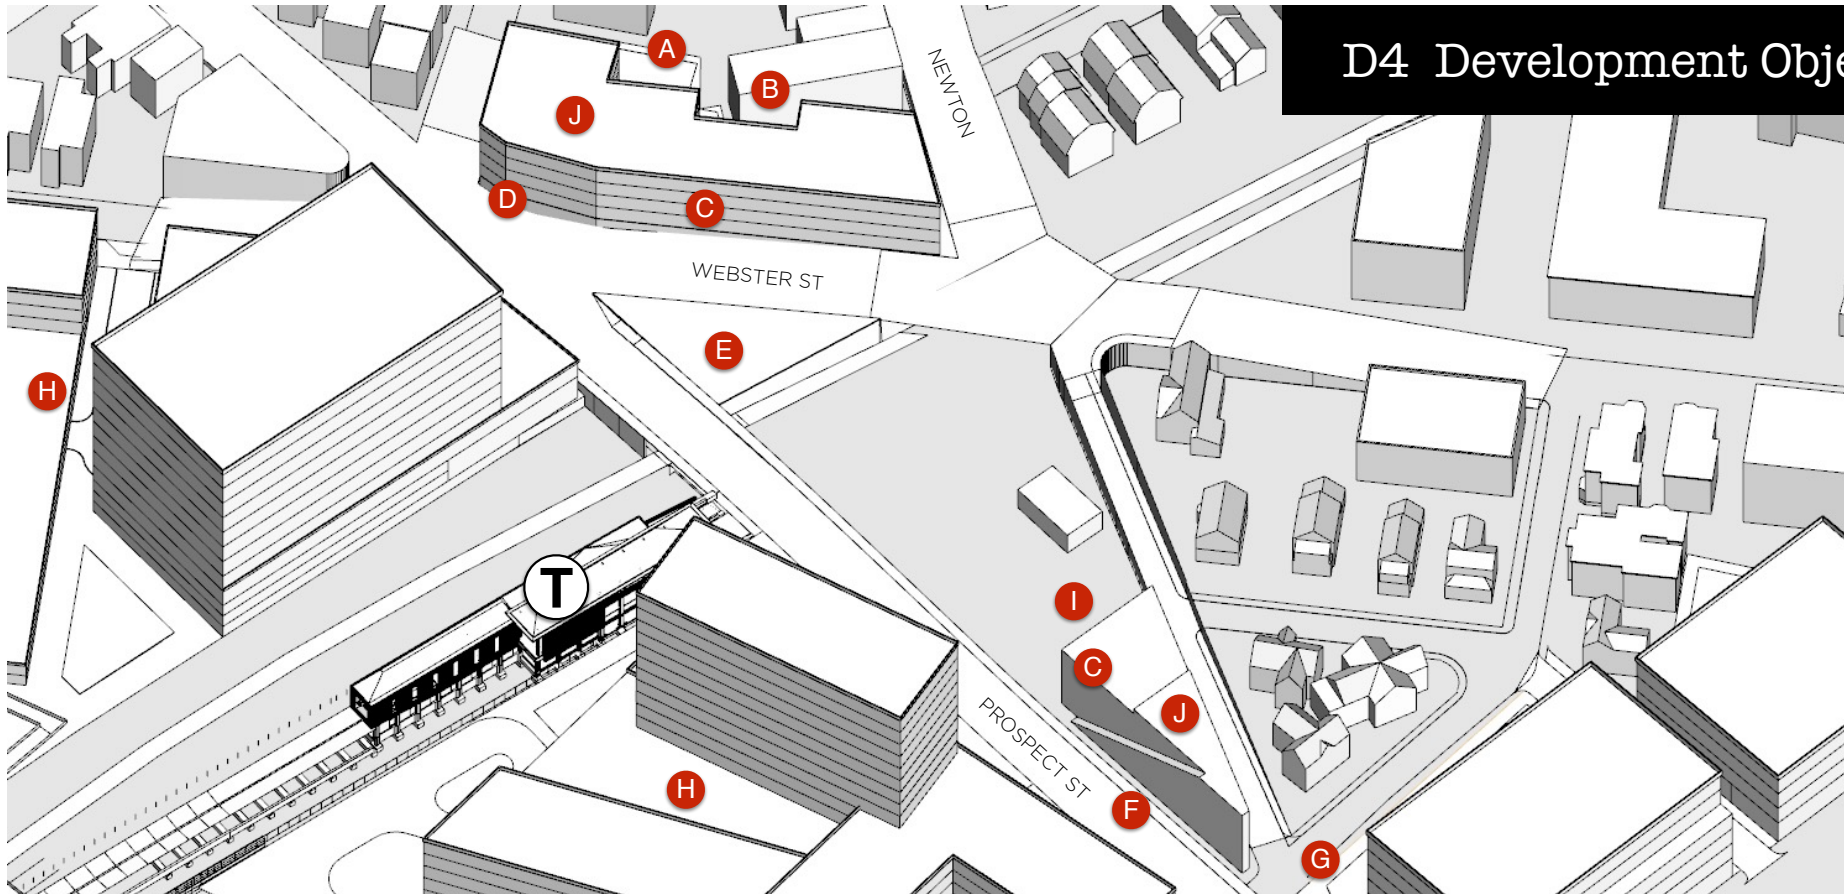 D4 Development Obje
A
B
NEWTON
J
D
C
WEBSTER ST
E
H
T
I
C
J
PROSPECT ST
H
F
G